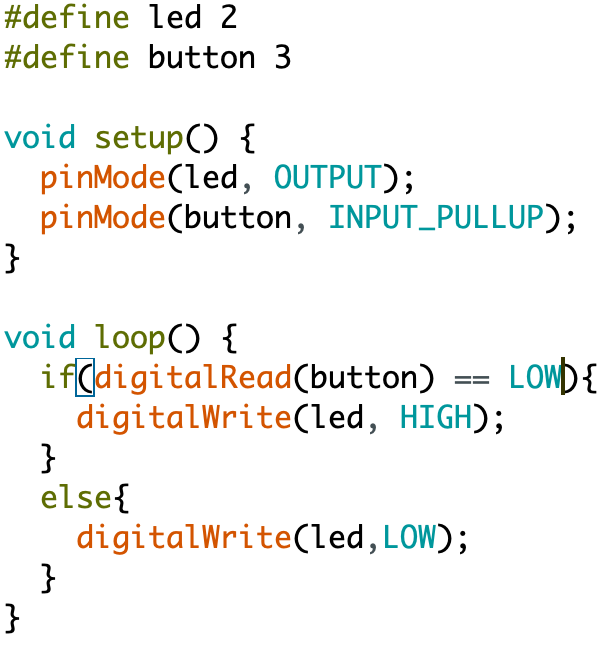 #define led 2
#define button 3

void setup() {
  pinMode(led, OUTPUT);
  pinMode(button, INPUT_PULLUP);
}

void loop() {
  if(digitalRead(button) == LOW){
    digitalWrite(led, HIGH);
  }
  else{
    digitalWrite(led,LOW);
  }
}